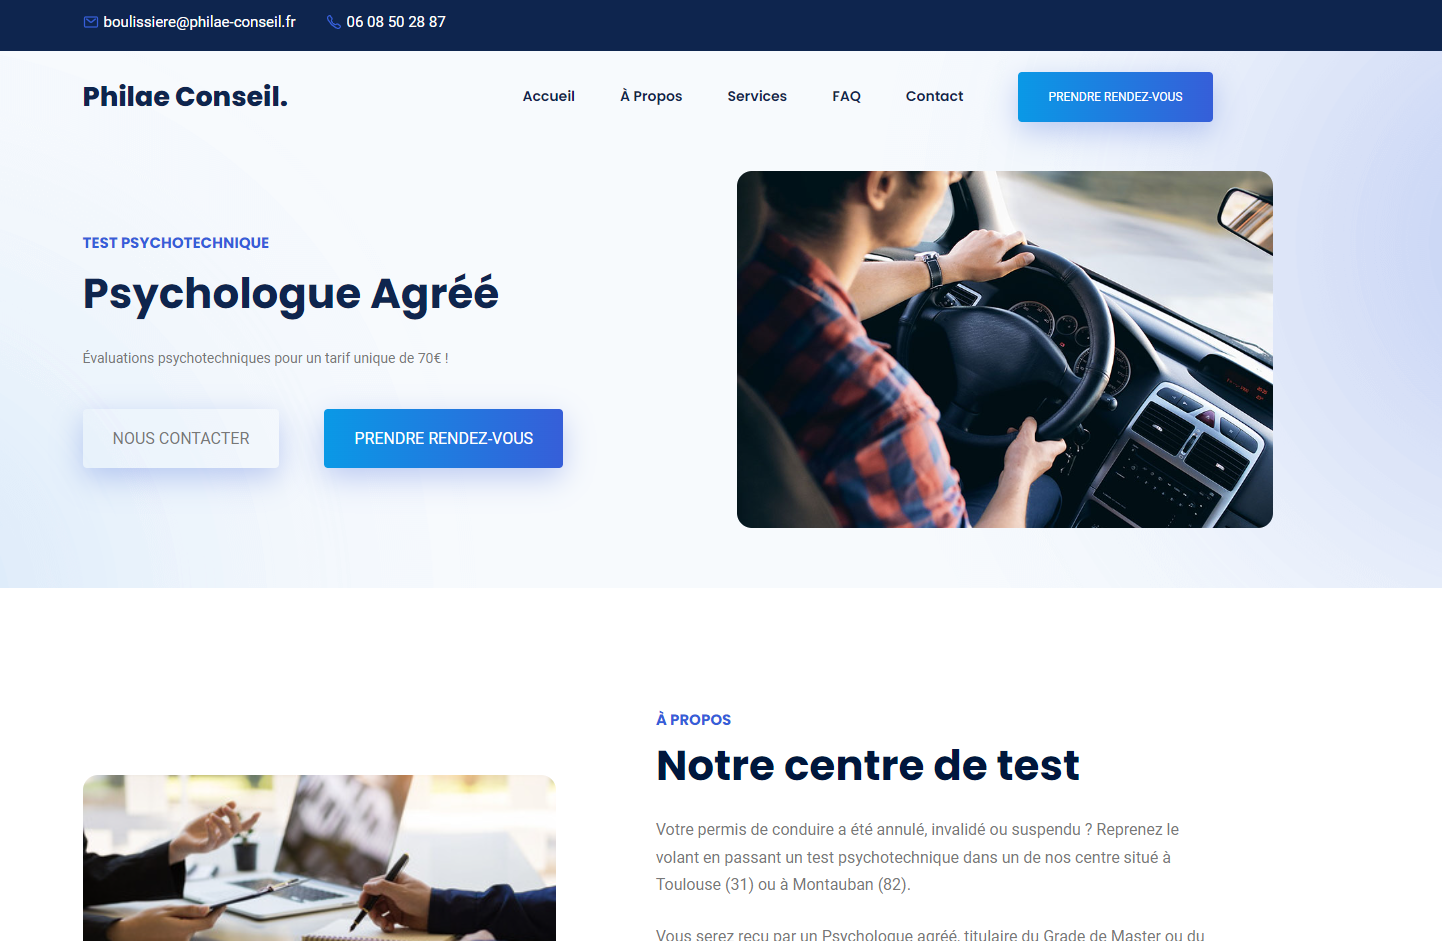 boulissiere@philae-conseil.fr 06 08 50 28 87
Philae Conseil. Accueil À Propos Services FAQ Contact PRENDRE RENDEZ-VOUS
TEST PSYCHOTECHNIQUE
Psychologue Agréé
Évaluations psychotechniques pour un tarif unique de 70€ !
NOUS CONTACTER PRENDRE RENDEZ-VOUS
À PROPOS
Notre centre de test
Votre permis de conduire a été annulé, invalidé ou suspendu ? Reprenez le
volant en passant un test psychotechnique dans un de nos centre situé à
Toulouse (31) ou à Montauban (82).
Vous serez reçu par un Psychologue agréé, titulaire du Grade de Master ou du